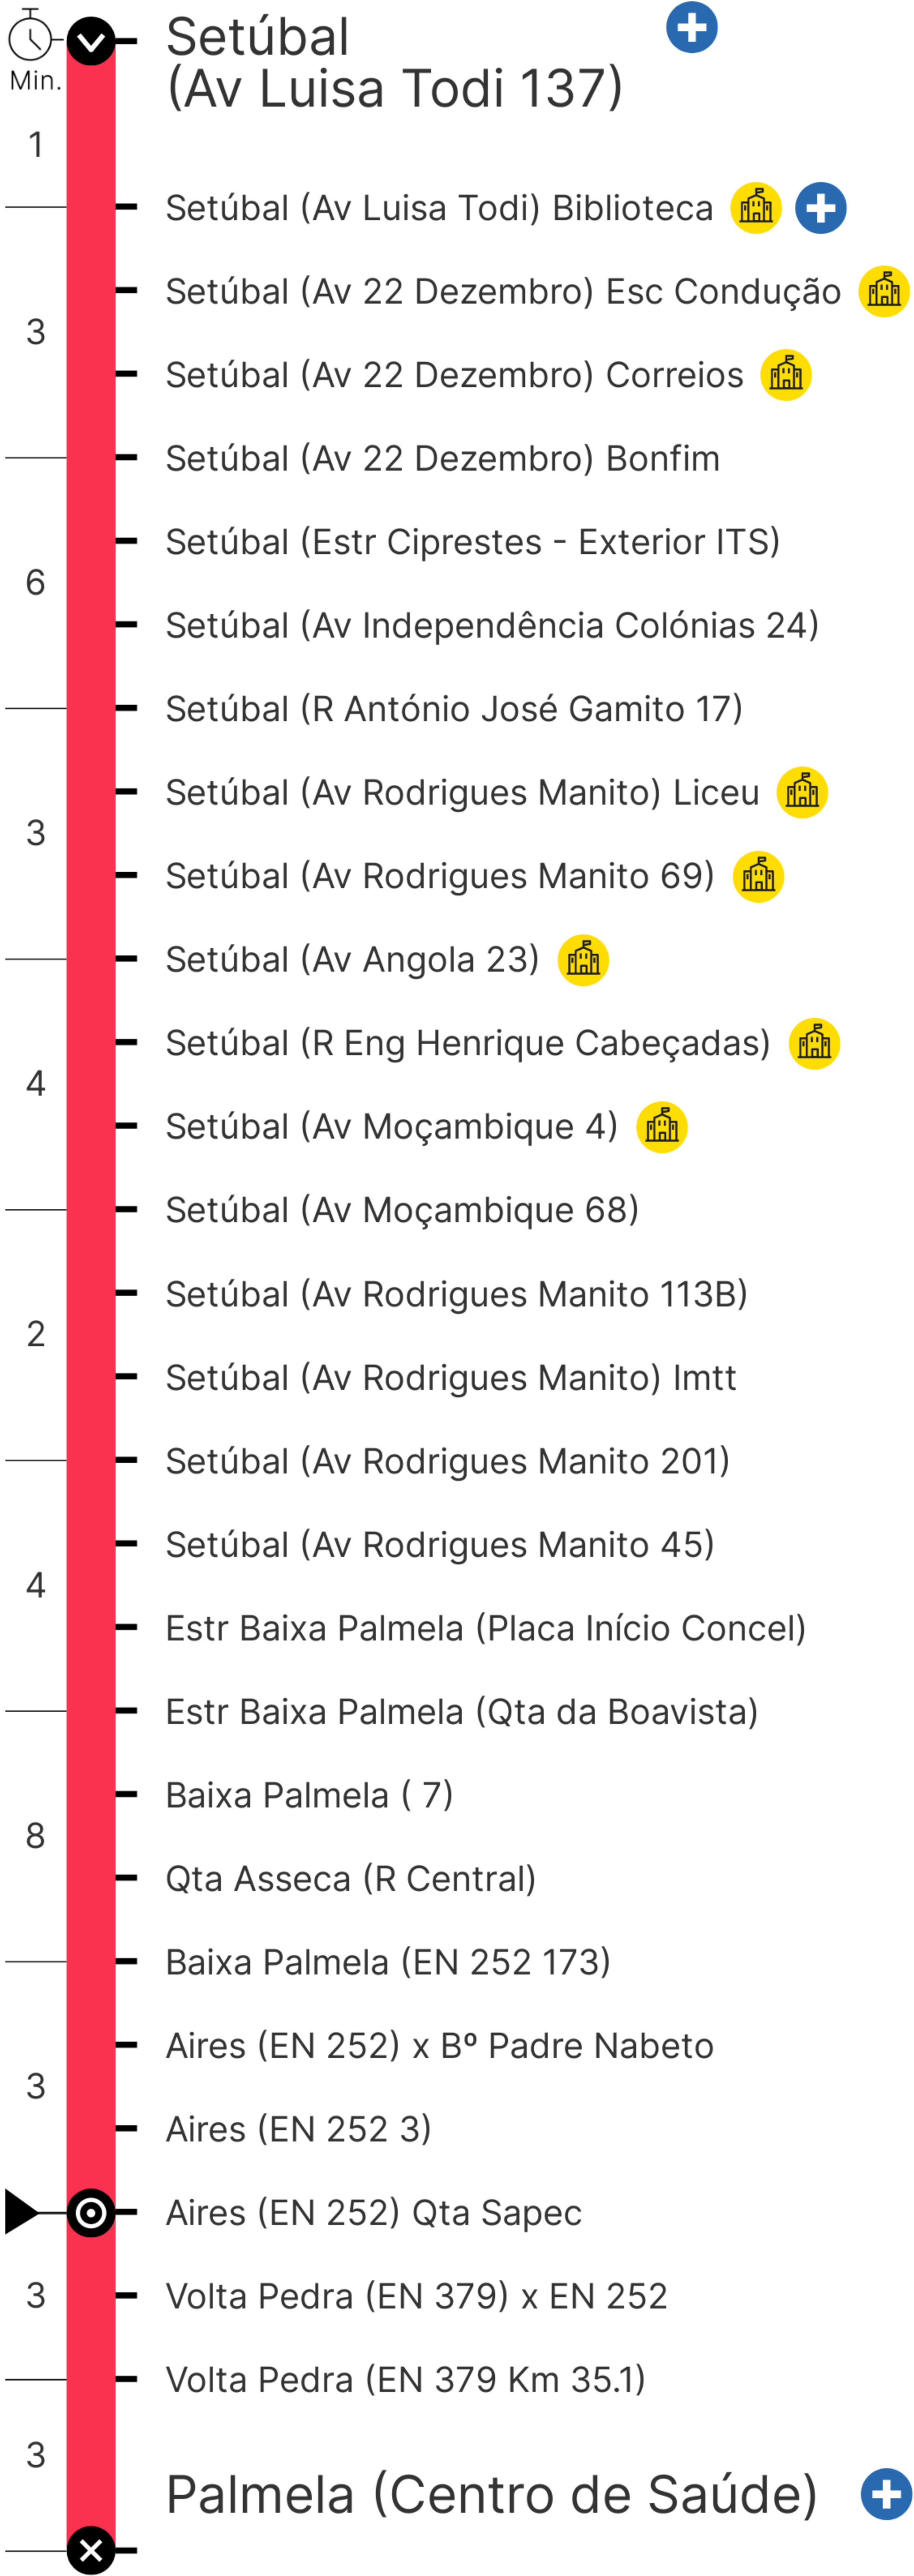 Min.
Setúbal
(Av Luisa Todi 137)
1
Setúbal (Av Luisa Todi) Biblioteca
Setúbal (Av 22 Dezembro) Esc Condução
3
Setúbal (Av 22 Dezembro) Correios
Setúbal (Av 22 Dezembro) Bonfim
Setúbal (Estr Ciprestes - Exterior ITS)
6
Setúbal (Av Independência Colónias 24)
Setúbal (R António José Gamito 17)
Setúbal (Av Rodrigues Manito) Liceu
3
Setúbal (Av Rodrigues Manito 69)
Setúbal (Av Angola 23)
Setúbal (R Eng Henrique Cabeçadas)
4
Setúbal (Av Moçambique 4)
Setúbal (Av Moçambique 68)
Setúbal (Av Rodrigues Manito 113B)
2
Setúbal (Av Rodrigues Manito) Imtt
Setúbal (Av Rodrigues Manito 201)
Setúbal (Av Rodrigues Manito 45)
4
Estr Baixa Palmela (Placa Início Concel)
Estr Baixa Palmela (Qta da Boavista)
Baixa Palmela ( 7)
8
Qta Asseca (R Central)
Baixa Palmela (EN 252 173)
Aires (EN 252) x Bº Padre Nabeto
3
Aires (EN 252 3)
Aires (EN 252) Qta Sapec
3
Volta Pedra (EN 379) x EN 252
Volta Pedra (EN 379 Km 35.1)
3
Palmela (Centro de Saúde)